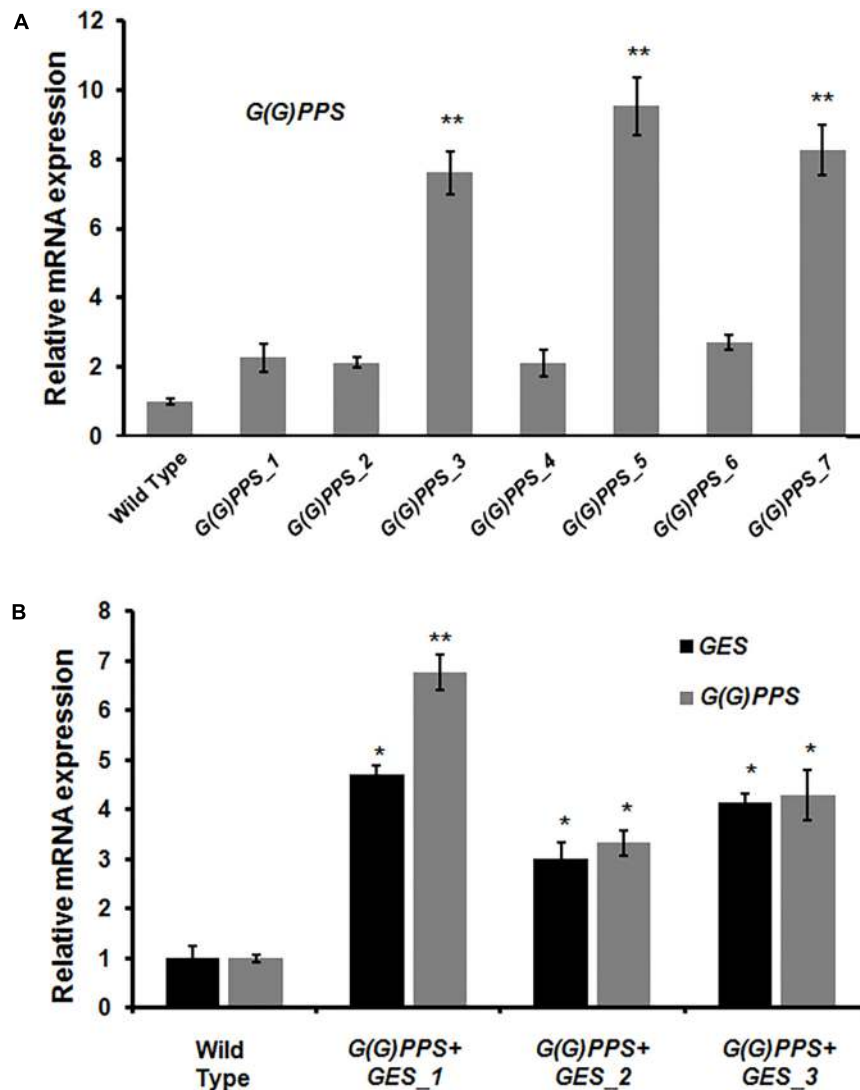 A
Relative mRNA expression
12
10
8
6
4
2
0
G(G)PPS
**
**
**
Wild Type
G(G)PPS_1
G(G)PPS_2
G(G)PPS_3
G(G)PPS_4
G(G)PPS_5
G(G)PPS_6
G(G)PPS_7
B
Relative mRNA expression
8
7
6
5
4
3
2
1
0
GES
G(G)PPS
*
**
*
*
*
*
Wild
Type
G(G)PPS+
GES_1
G(G)PPS+
GES_2
G(G)PPS+
GES_3